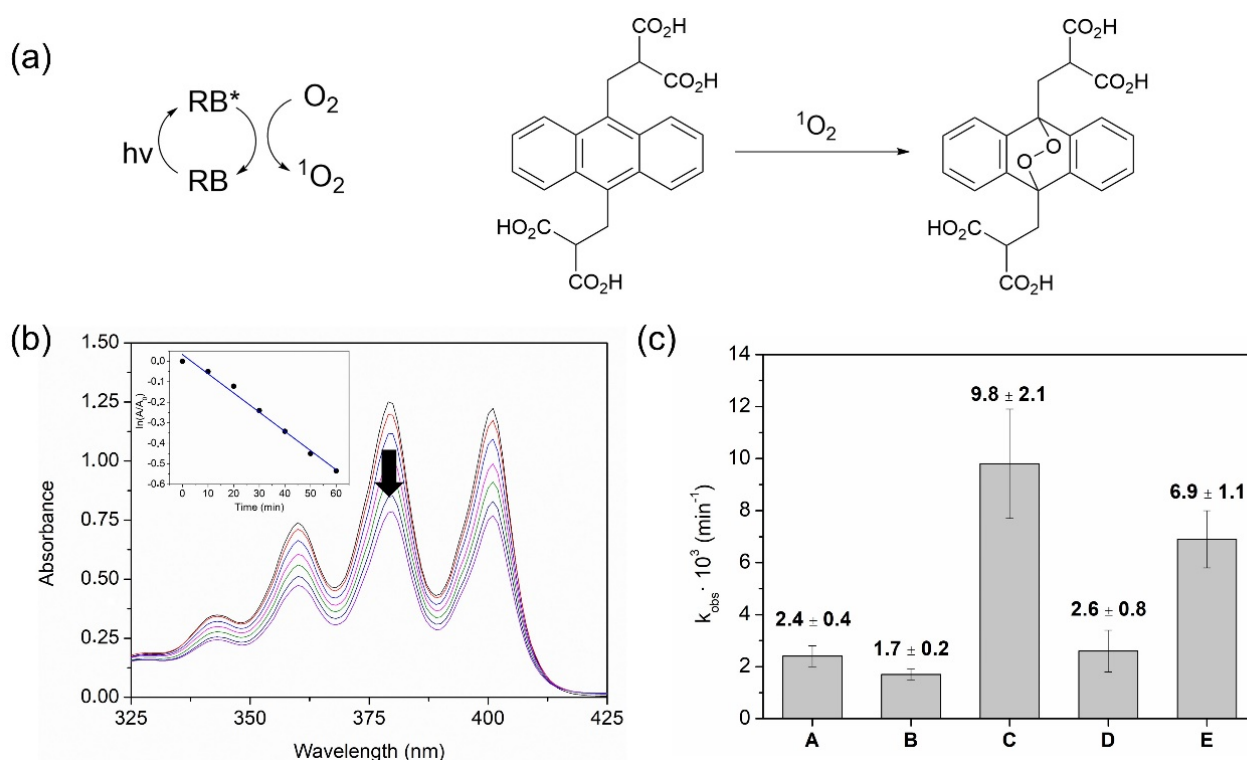 (a)
RB*
O2
hν
RB
1O2
CO2H
CO2H
HO2C
CO2H
1O2
CO2H
CO2H
O
O
HO2C
CO2H
(b)
1.50
1.25
1.00
0.75
0.50
0.25
0.00
325
350
375
400
425
Absorbance
Wavelength (nm)
0,0
-0,1
-0,2
-0,3
-0,4
-0,5
-0,6
0
10
20
30
40
50
60
ln(A/A0)
Time (min)
(c)
14
12
10
8
6
4
2
0
kobs · 10³ (min⁻¹)
2.4 ± 0.4
1.7 ± 0.2
9.8 ± 2.1
2.6 ± 0.8
6.9 ± 1.1
A
B
C
D
E